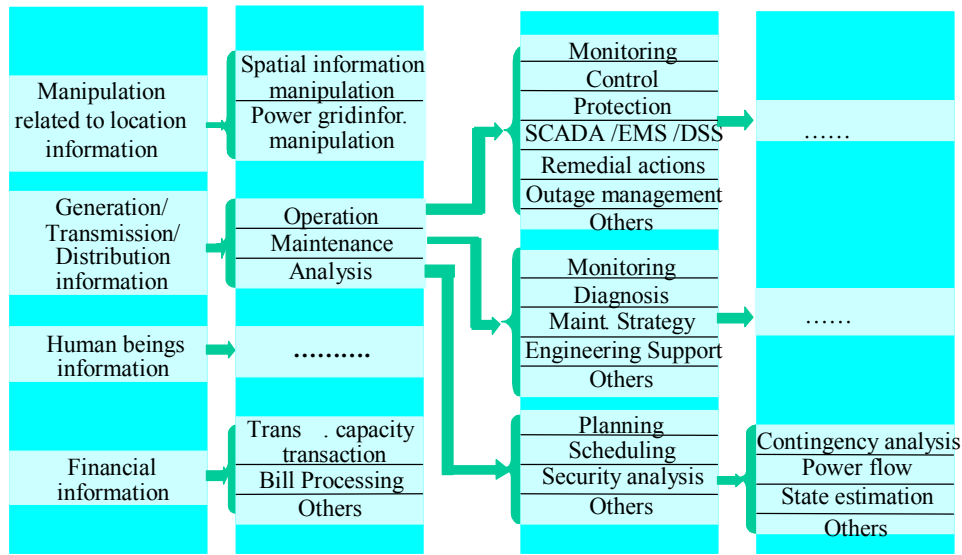 Manipulation
related to location
information
Generation/
Transmission/
Distribution
information
Human beings
information
Financial
information
Spatial information
manipulation
Power gridinfor.
manipulation
Operation
Maintenance
Analysis
……….
Trans . capacity
transaction
Bill Processing
Others
Monitoring
Control
Protection
SCADA /EMS /DSS
Remedial actions
Outage management
Others
Monitoring
Diagnosis
Maint. Strategy
Engineering Support
Others
Planning
Scheduling
Security analysis
Others
……
……
Contingency analysis
Power flow
State estimation
Others